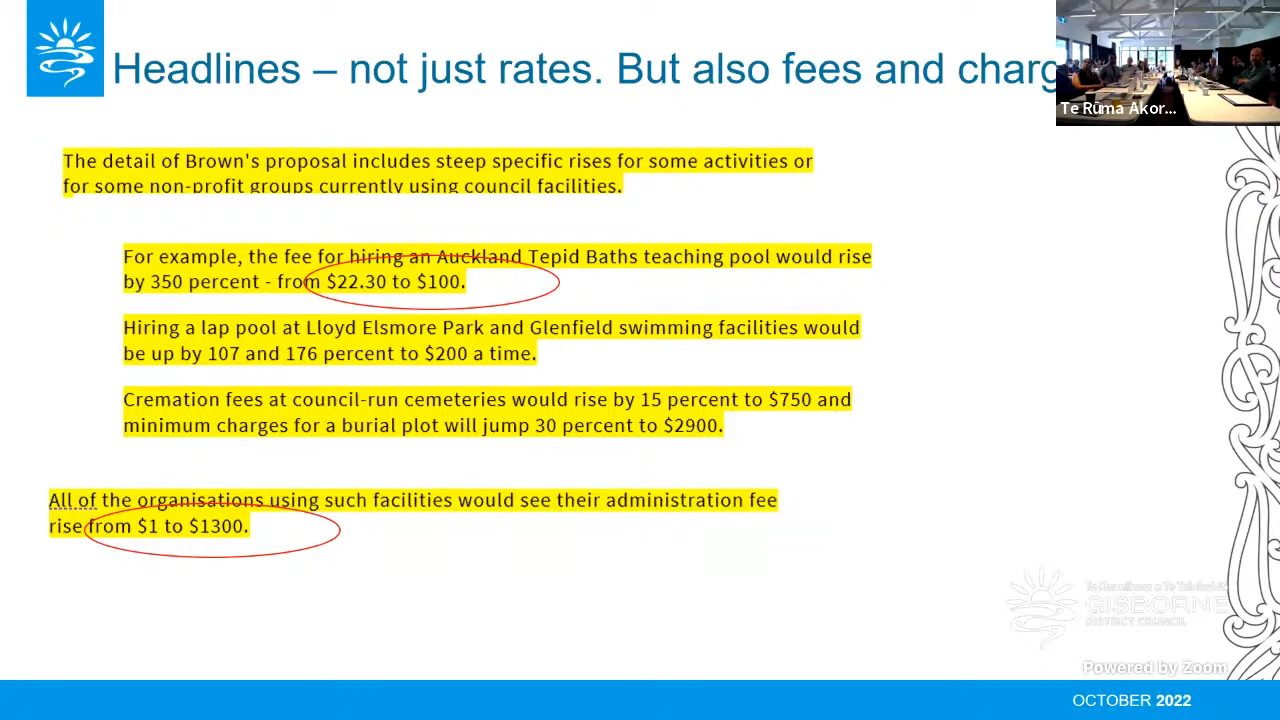 Headlines – not just rates. But also fees and charg
Te Rūma Akor...
The detail of Brown's proposal includes steep specific rises for some activities or
for some non-profit groups currently using council facilities.
For example, the fee for hiring an Auckland Tepid Baths teaching pool would rise
by 350 percent - from $22.30 to $100.
Hiring a lap pool at Lloyd Elsmore Park and Glenfield swimming facilities would
be up by 107 and 176 percent to $200 a time.
Cremation fees at council-run cemeteries would rise by 15 percent to $750 and
minimum charges for a burial plot will jump 30 percent to $2900.
All of the organisations using such facilities would see their administration fee
rise from $1 to $1300.
GISBORNE
DISTRICT COUNCIL
Powered by Zoom
OCTOBER 2022